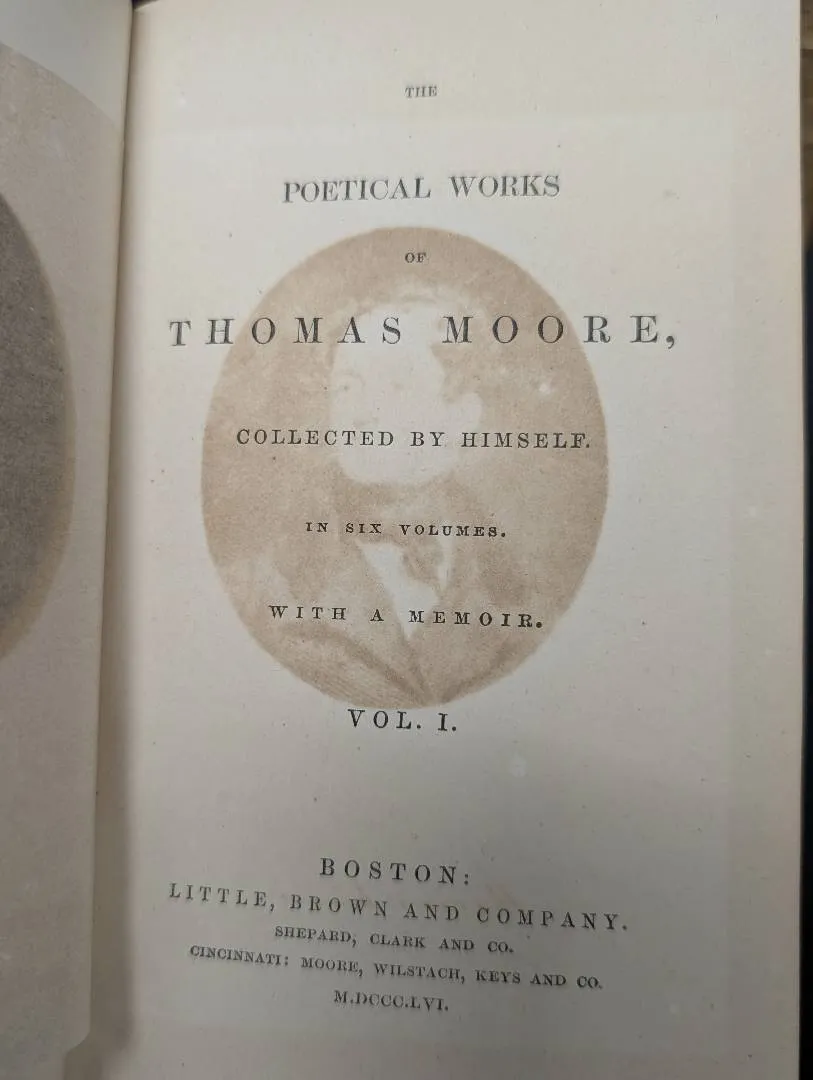 THE
POETICAL WORKS
OF
THOMAS MOORE,
COLLECTED BY HIMSELF.
IN SIX VOLUMES.
WITH A MEMOIR.
VOL. I.
BOSTON:
LITTLE, BROWN AND COMPANY.
SHEPARD, CLARK AND CO.
CINCINNATI: MOORE, WILSTACH, KEYS AND CO.
M.DCCC.LVI.